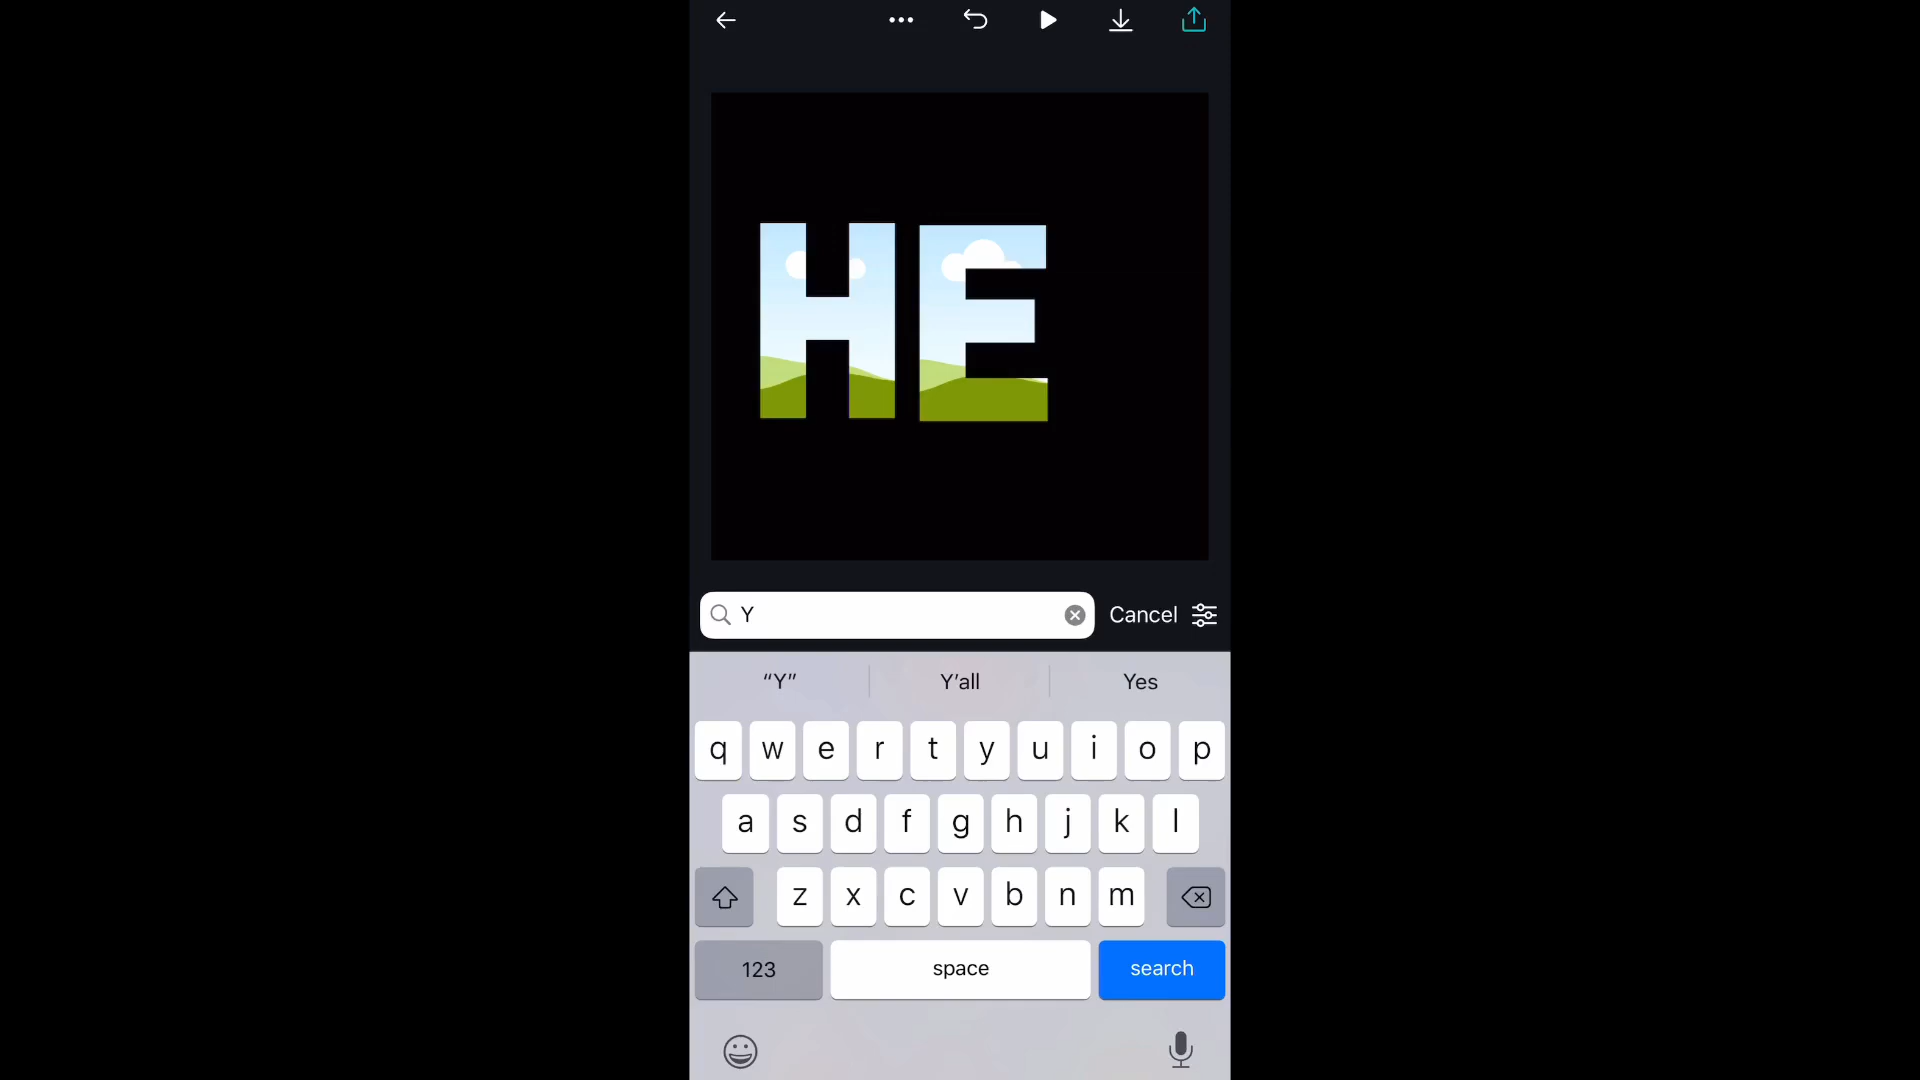 HE
Y
Cancel
“Y”
Y’all
Yes
q w e r t y u i o p
a s d f g h j k l
z x c v b n m
123
space
search